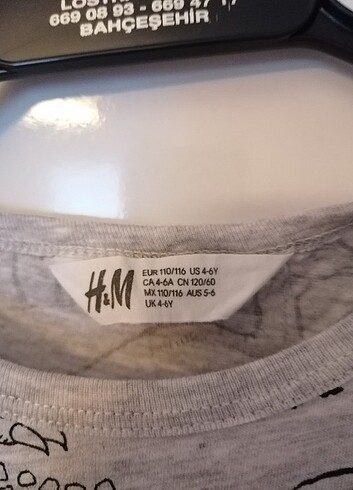 669 08 93 - 669 47 17
BAHÇEŞEHİR
H&M
EUR 110/116 US 4-6Y
CA 4-6A CN 120/60
MX 110/116 AUS 5-6
UK 4-6Y